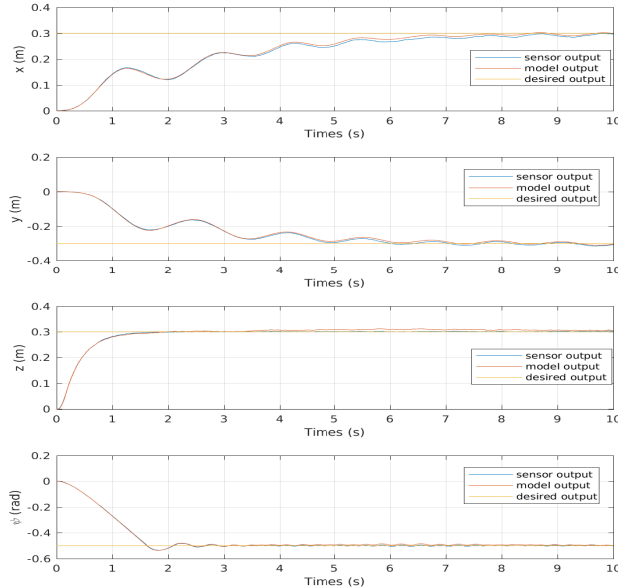 0.4
0.3
0.2
0.1
0
x (m)
sensor output
model output
desired output
0 1 2 3 4 5 6 7 8 9 10
Times (s)
0.2
0
-0.2
-0.4
y (m)
sensor output
model output
desired output
0 1 2 3 4 5 6 7 8 9 10
Times (s)
0.4
0.3
0.2
0.1
0
z (m)
sensor output
model output
desired output
0 1 2 3 4 5 6 7 8 9 10
Times (s)
0.2
0
-0.2
-0.4
-0.6
ψ (rad)
sensor output
model output
desired output
0 1 2 3 4 5 6 7 8 9 10
Times (s)